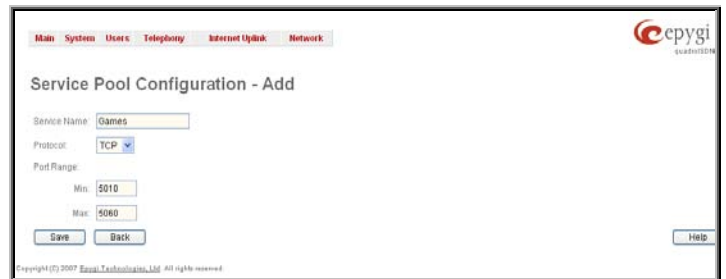 Main System Users Telephony Internet Uplink Network
epygi
quadroISDN
Service Pool Configuration - Add
Service Name: Games
Protocol: TCP
Port Range:
Min: 5010
Max: 5060
Save Back Help
Copyright (C) 2007 Epygi Technologies, Ltd. All rights reserved.